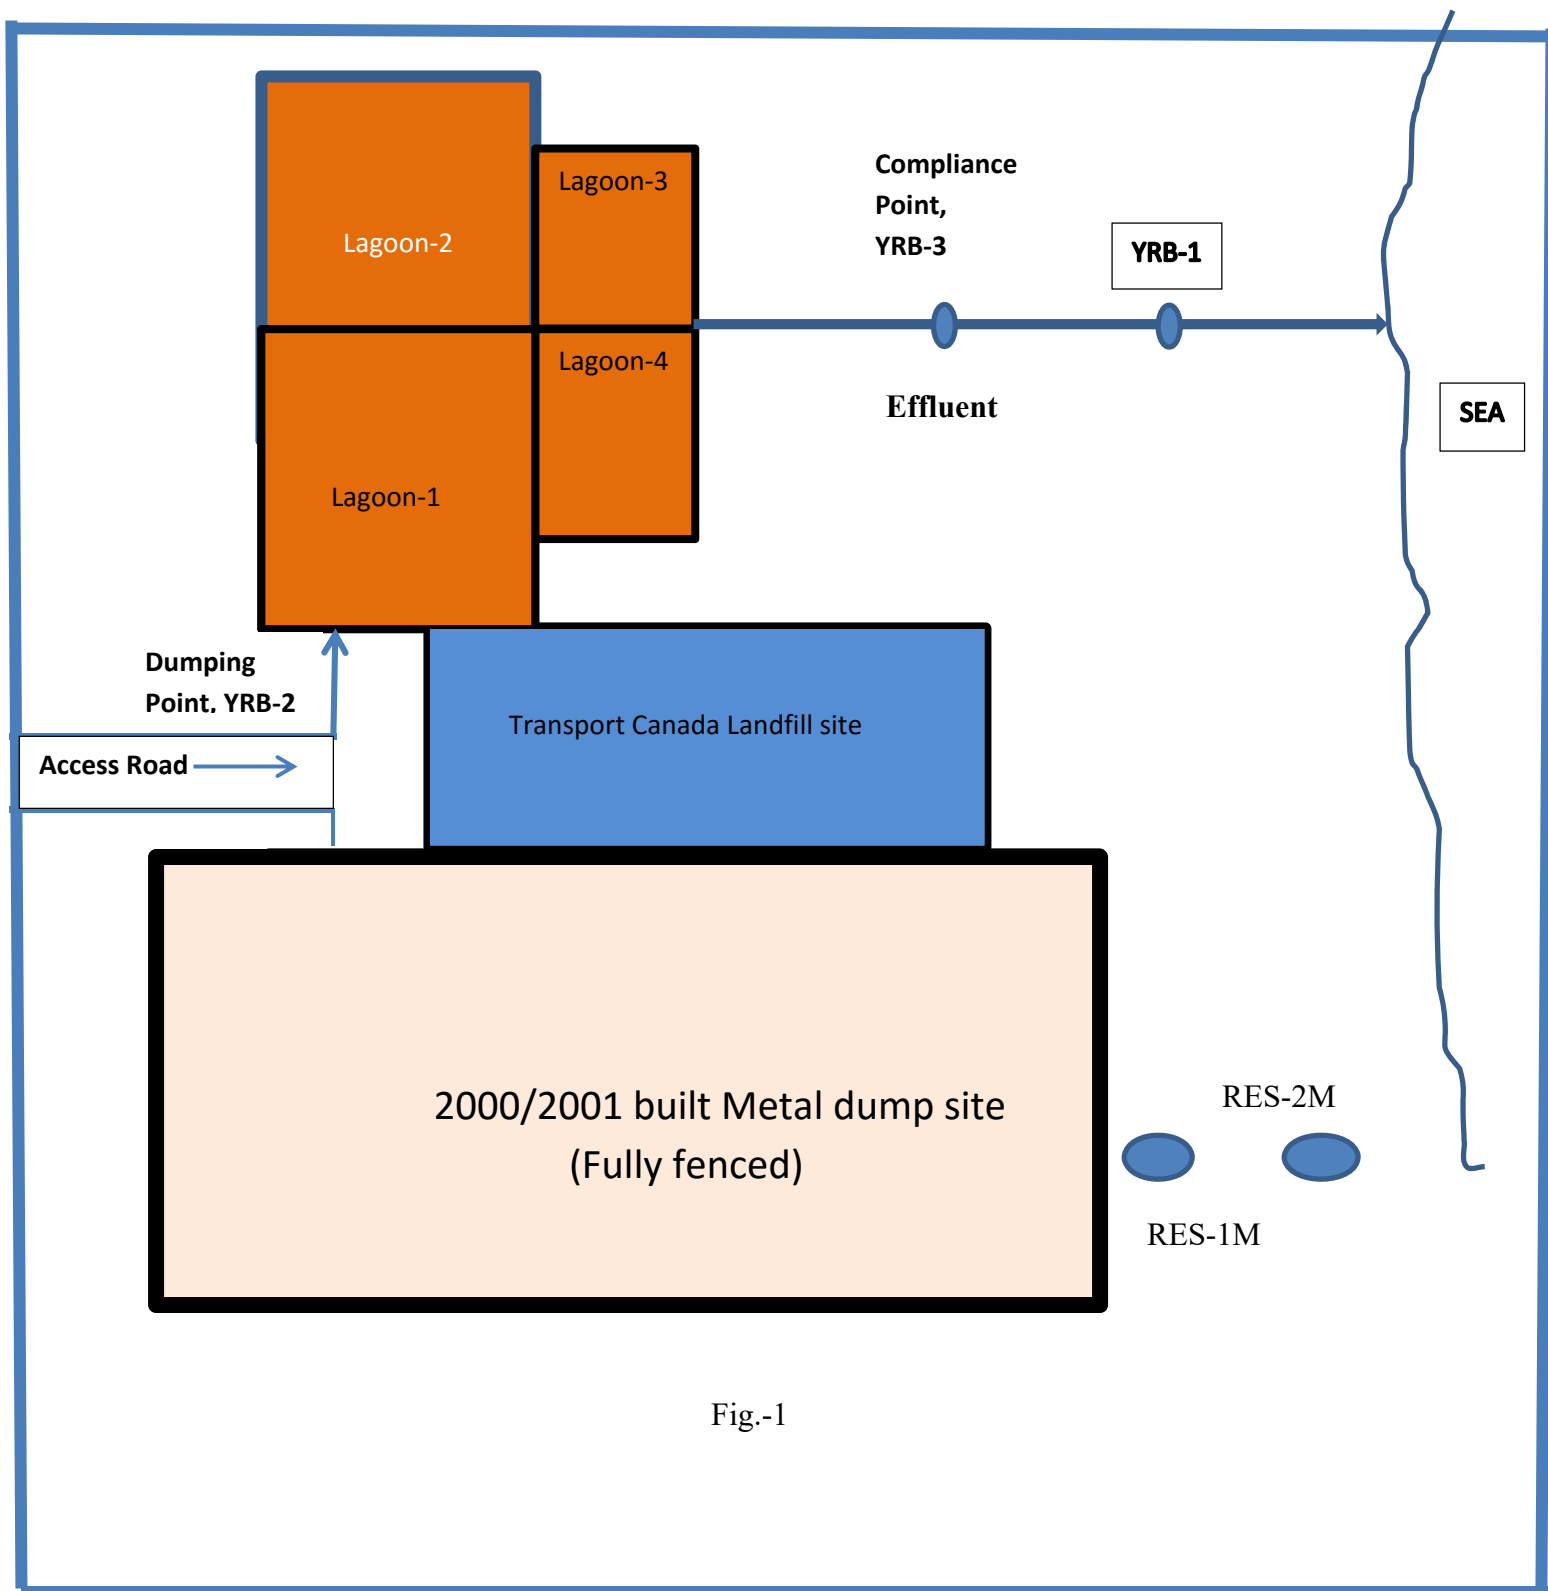 Compliance
Point,
YRB-3
Lagoon-3
YRB-1
Lagoon-2
Lagoon-4
Effluent
SEA
Lagoon-1
Dumping
Point, YRB-2
Transport Canada Landfill site
Access Road
2000/2001 built Metal dump site
(Fully fenced)
RES-2M
RES-1M
Fig.-1